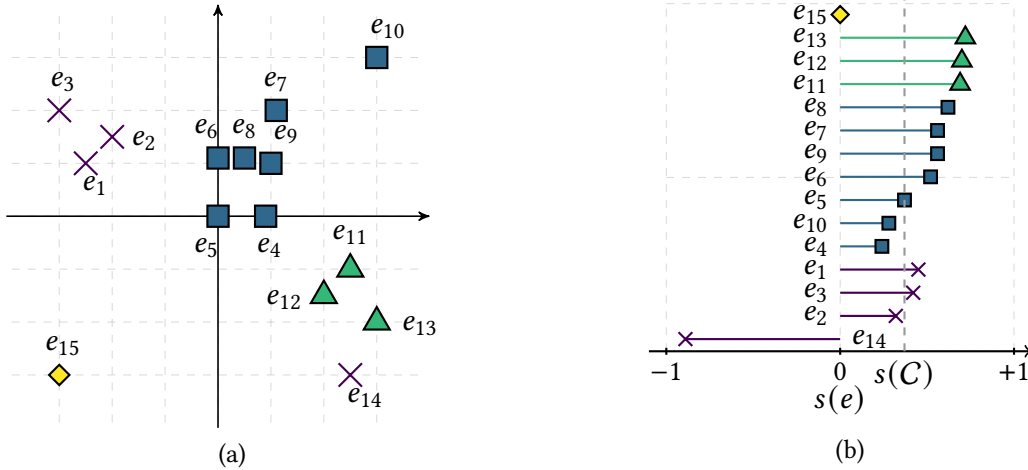 e₁₀
e₃
e₇
e₂
e₆
e₈
e₉
e₁
e₅
e₄
e₁₁
e₁₂
e₁₃
e₁₅
e₁₄
(a)
e₁₅
e₁₃
e₁₂
e₁₁
e₈
e₇
e₉
e₆
e₅
e₁₀
e₄
e₁
e₃
e₂
e₁₄
−1 0 s(C) +1
s(e)
(b)